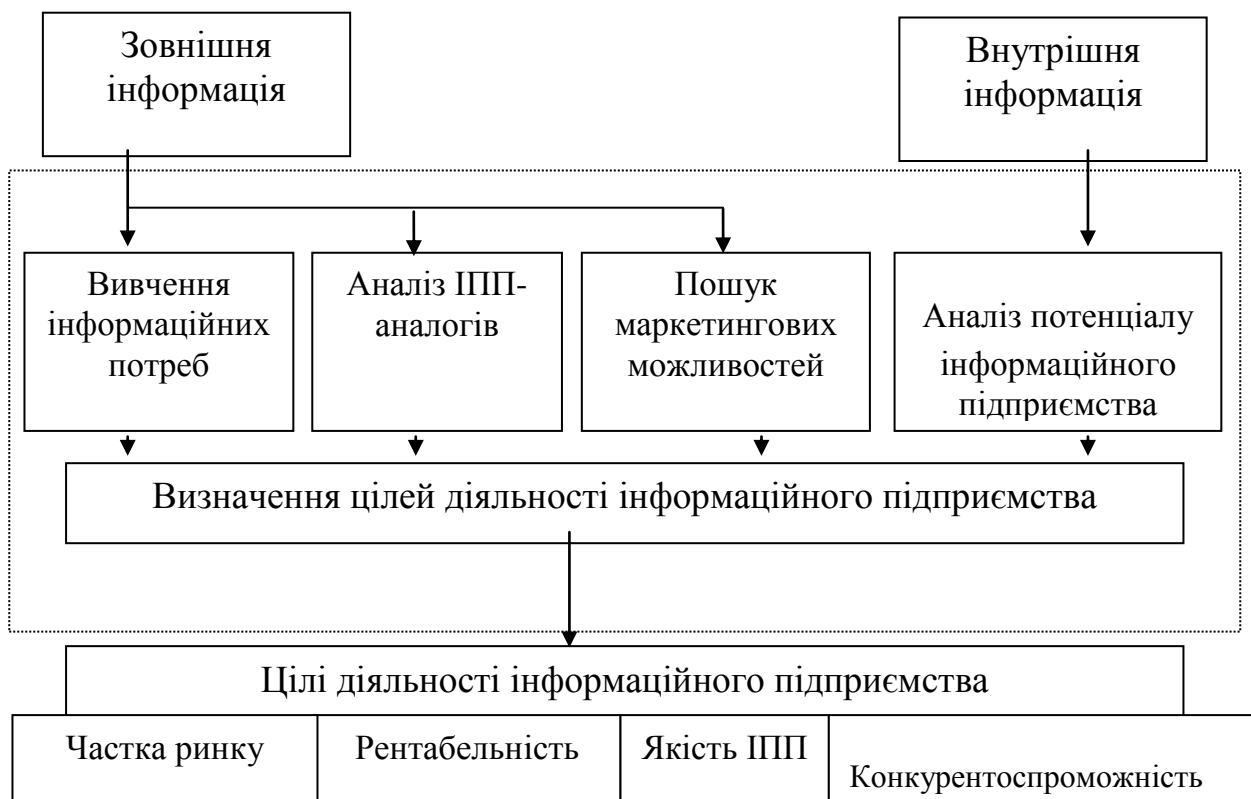 Зовнішня
інформація
Внутрішня
інформація
Вивчення
інформаційних
потреб
Аналіз ІПП-
аналогів
Пошук
маркетингових
можливостей
Аналіз потенціалу
інформаційного
підприємства
Визначення цілей діяльності інформаційного підприємства
Цілі діяльності інформаційного підприємства
Частка ринку
Рентабельність
Якість ІПП
Конкурентоспроможність